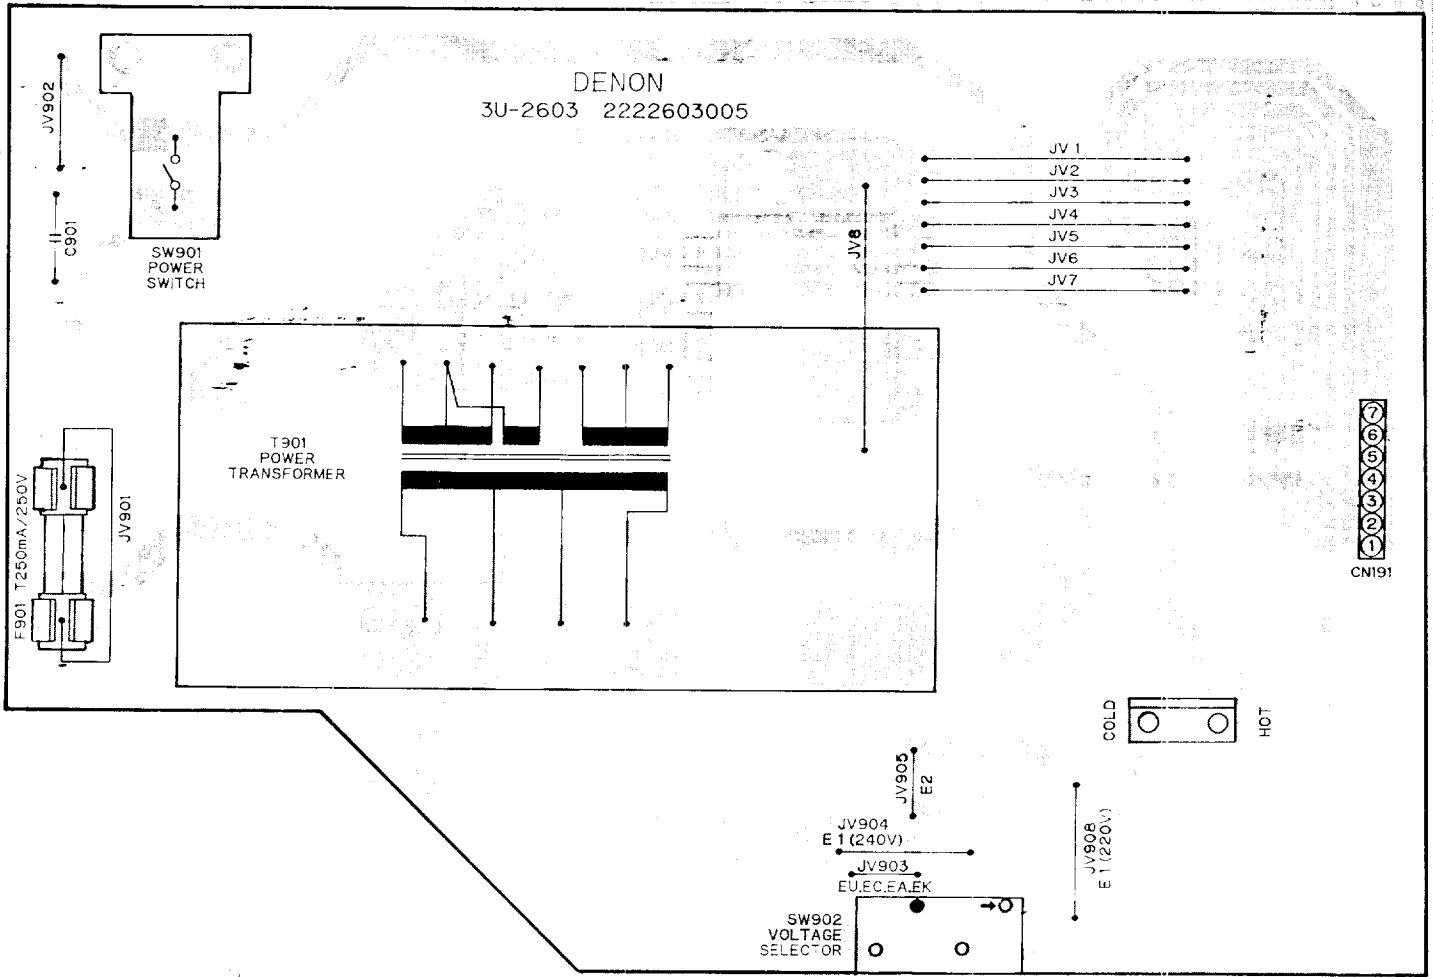 DENON
3U-2603 2222603005
JV902
C901
SW901
POWER
SWITCH
JV 1
JV2
JV3
JV4
JV5
JV6
JV7
JV8
T901
POWER
TRANSFORMER
F901 T250mA/250V
JV901
7
6
5
4
3
2
1
CN191
COLD
HOT
JV905
E2
JV904
E1(240V)
JV903
EU,EC,EA,EK
JV908
E1(220V)
SW902
VOLTAGE
SELECTOR